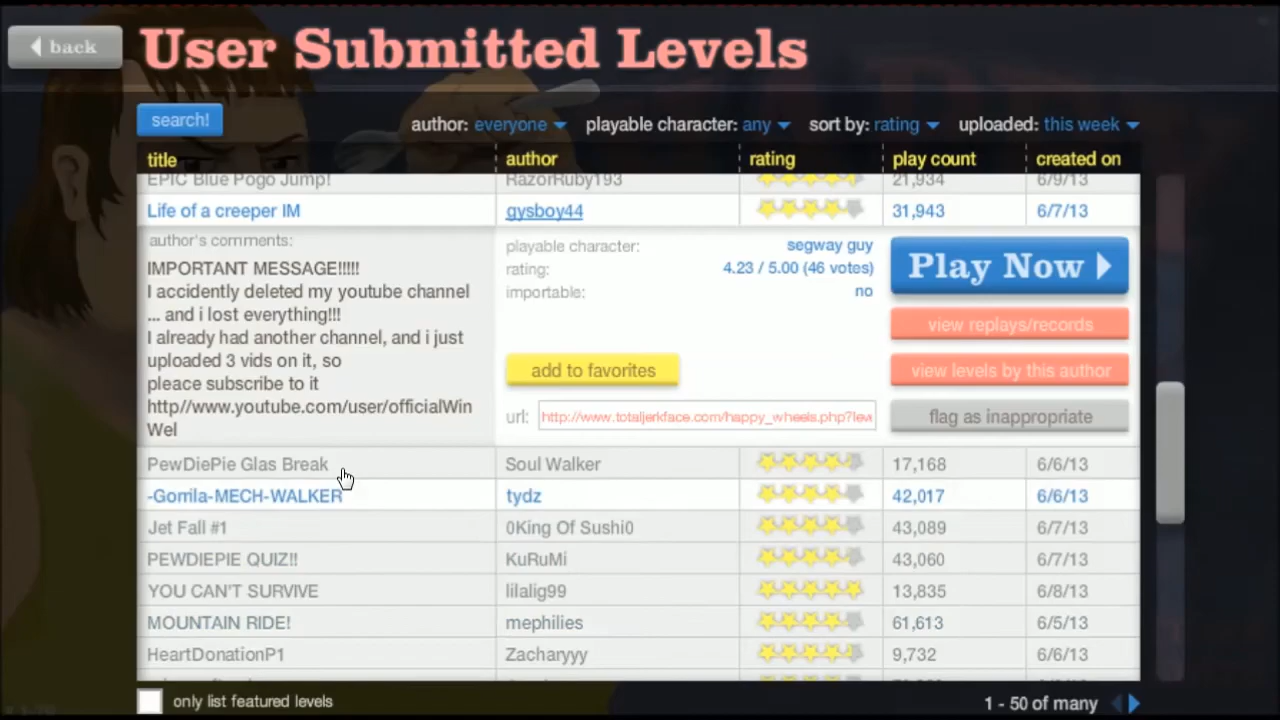 back
User Submitted Levels
search!
author: everyone playable character: any sort by: rating uploaded: this week
title author rating play count created on
EPIC Blue Pogo Jump! RazorRuby193 21,934 6/9/13
Life of a creeper IM gysboy44 31,943 6/7/13
author's comments:
IMPORTANT MESSAGE!!!!!
I accidently deleted my youtube channel
... and i lost everything!!!
I already had another channel, and i just
uploaded 3 vids on it, so
pleace subscribe to it
http//www.youtube.com/user/officialWin
Wel
playable character: segway guy
rating: 4.23 / 5.00 (46 votes)
importable: no
add to favorites
url: http://www.totaljerkface.com/happy_wheels.php?lev
Play Now
view replays/records
view levels by this author
flag as inappropriate
PewDiePie Glas Break Soul Walker 17,168 6/6/13
-Gorrila-MECH-WALKER tydz 42,017 6/6/13
Jet Fall #1 0King Of Sushi0 43,089 6/7/13
PEWDIEPIE QUIZ!! KuRuMi 43,060 6/7/13
YOU CAN'T SURVIVE lilalig99 13,835 6/8/13
MOUNTAIN RIDE! mephilies 61,613 6/5/13
HeartDonationP1 Zacharyyy 9,732 6/6/13
only list featured levels
1 - 50 of many